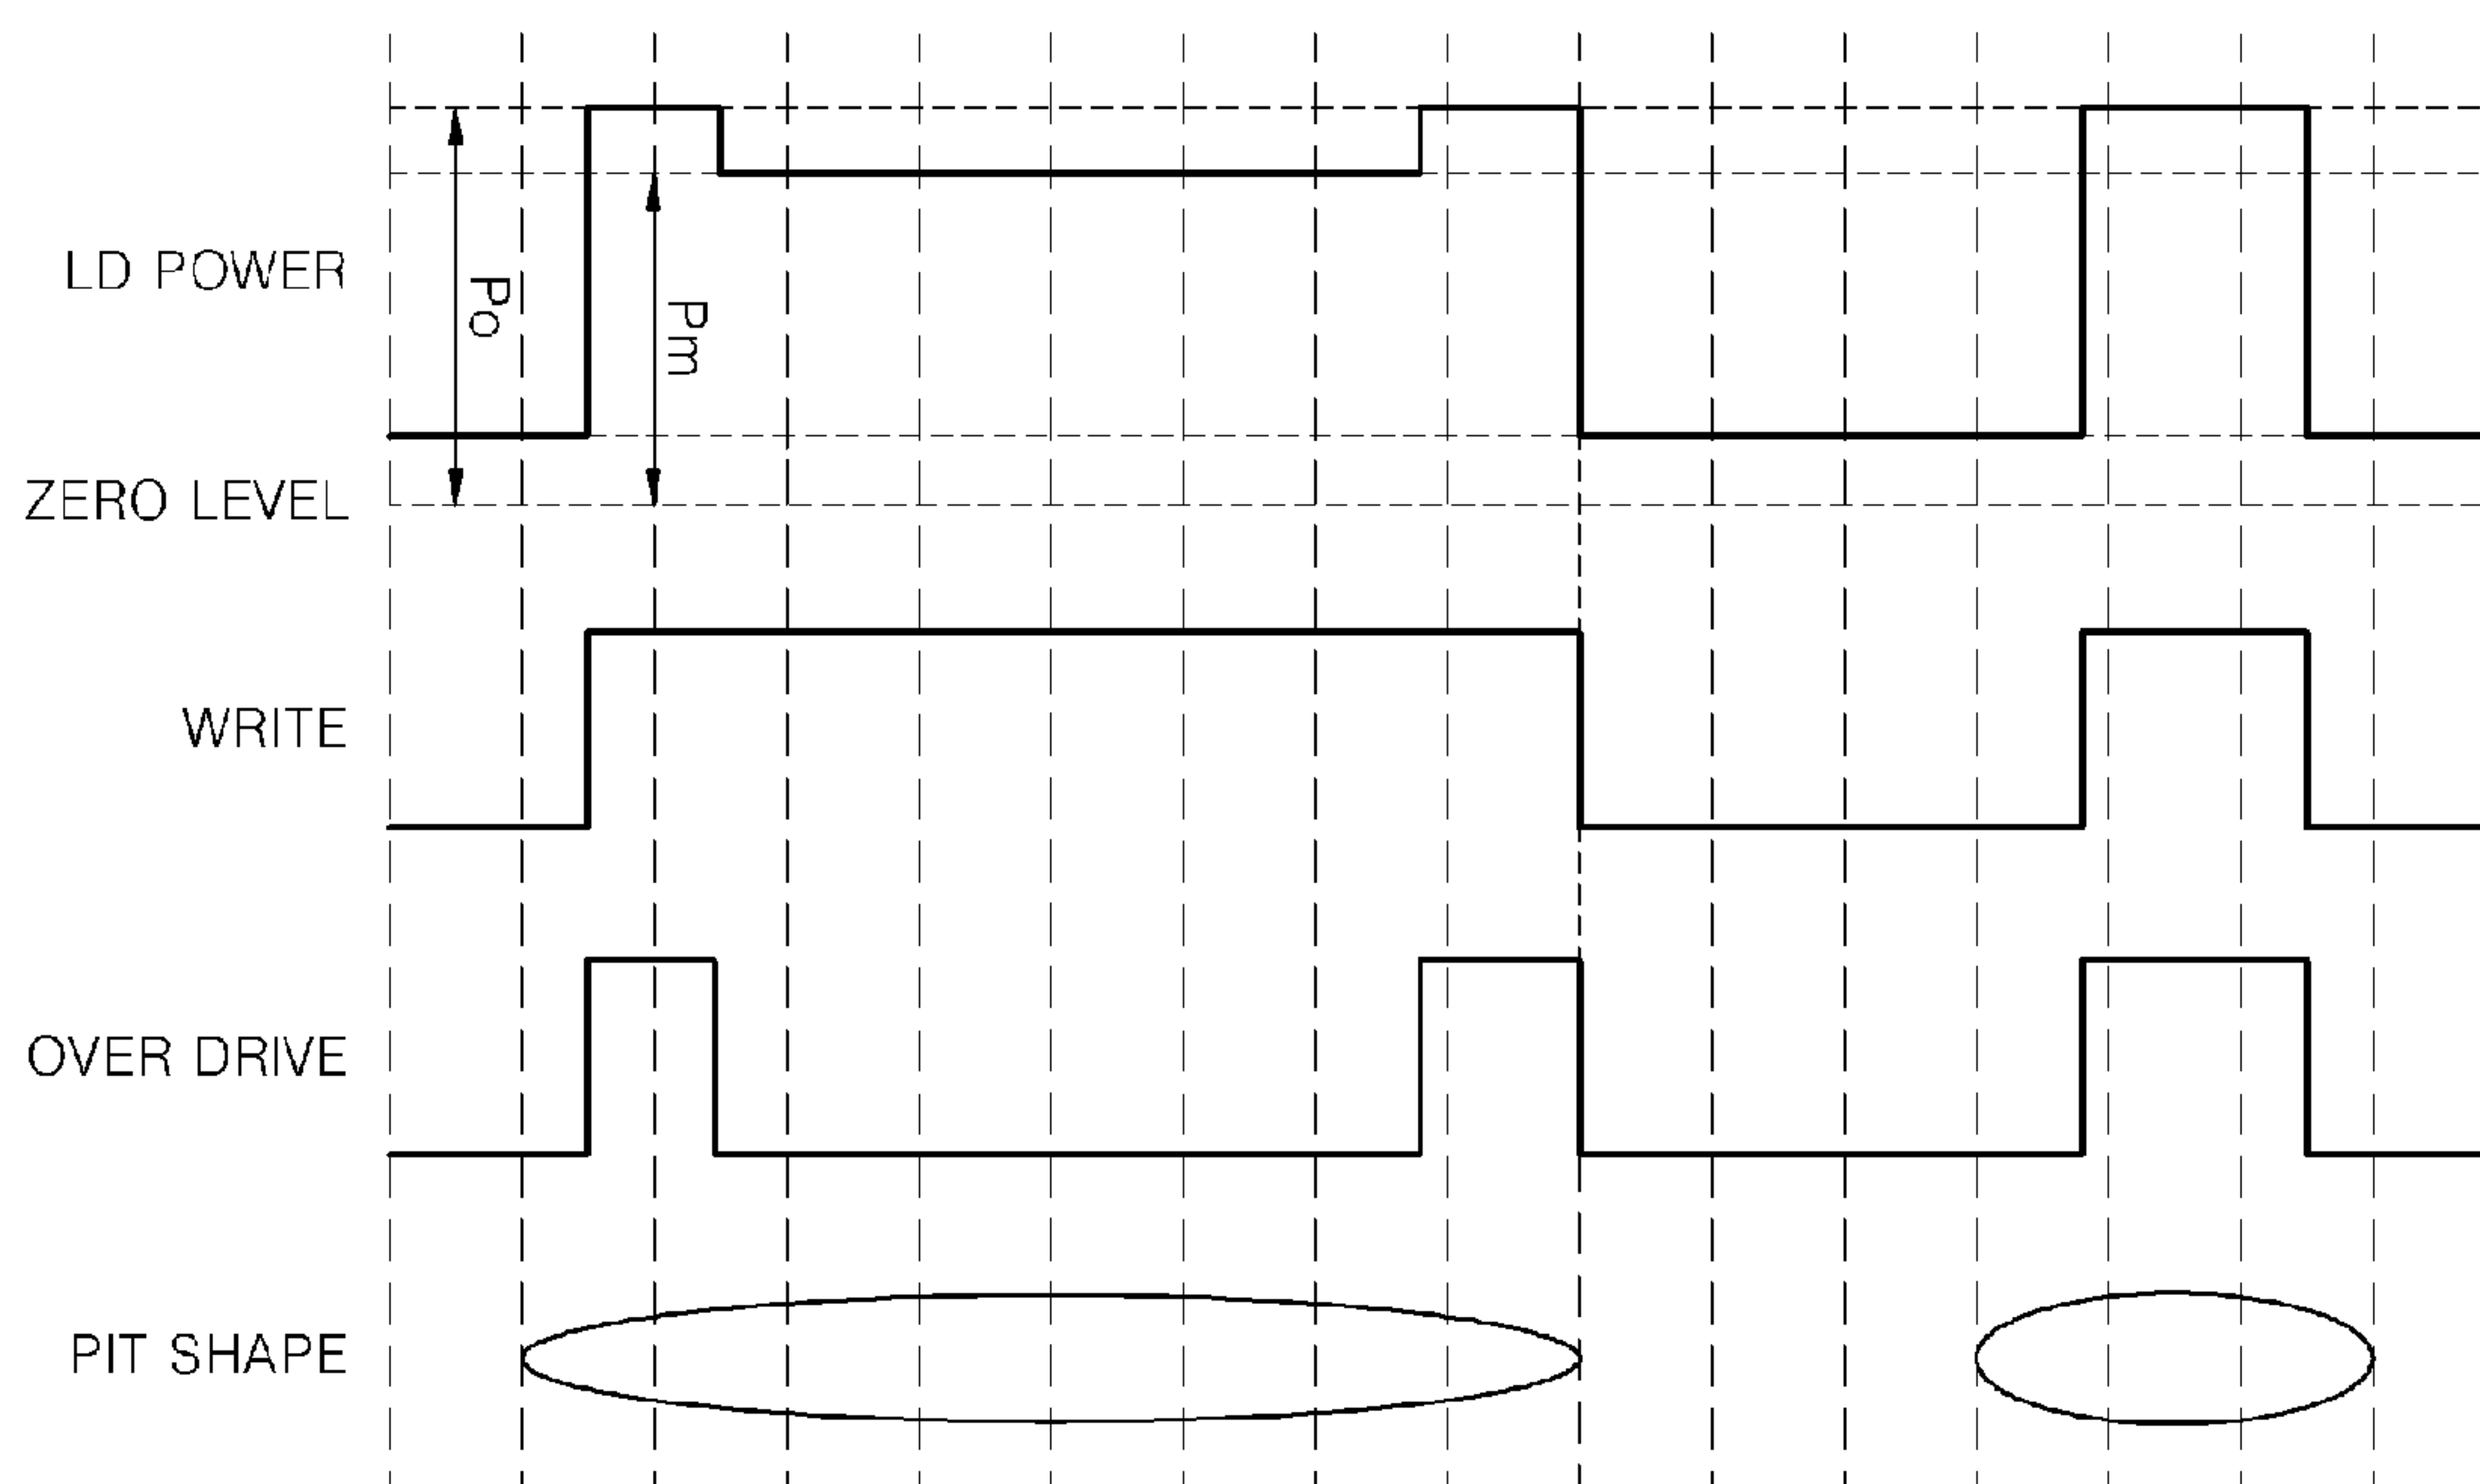 LD POWER
Po
Pm
ZERO LEVEL
WRITE
OVER DRIVE
PIT SHAPE